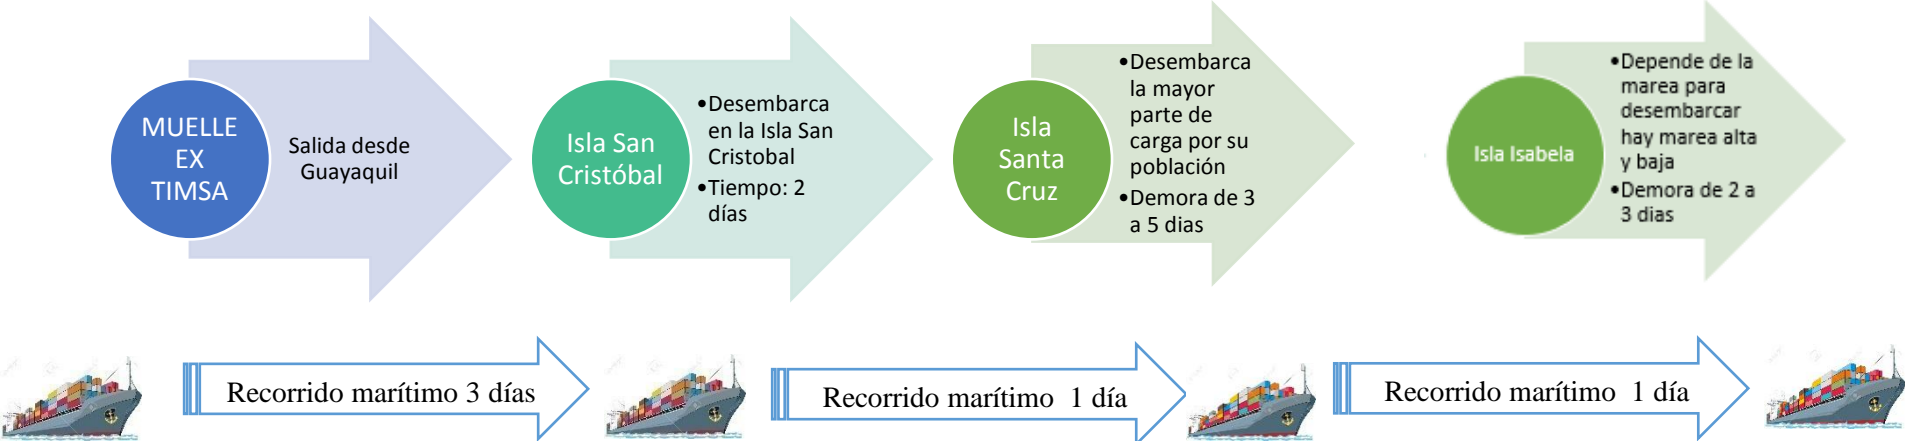 MUELLE
EX
TIMSA
Salida desde
Guayaquil
Isla San
Cristóbal
•Desembarca
en la Isla San
Cristobal
•Tiempo: 2
días
Isla
Santa
Cruz
•Desembarca
la mayor
parte de
carga por su
población
•Demora de 3
a 5 dias
Isla Isabela
•Depende de la
marea para
desembarcar
hay marea alta
y baja
•Demora de 2 a
3 dias
Recorrido marítimo 3 días
Recorrido marítimo  1 día
Recorrido marítimo  1 día